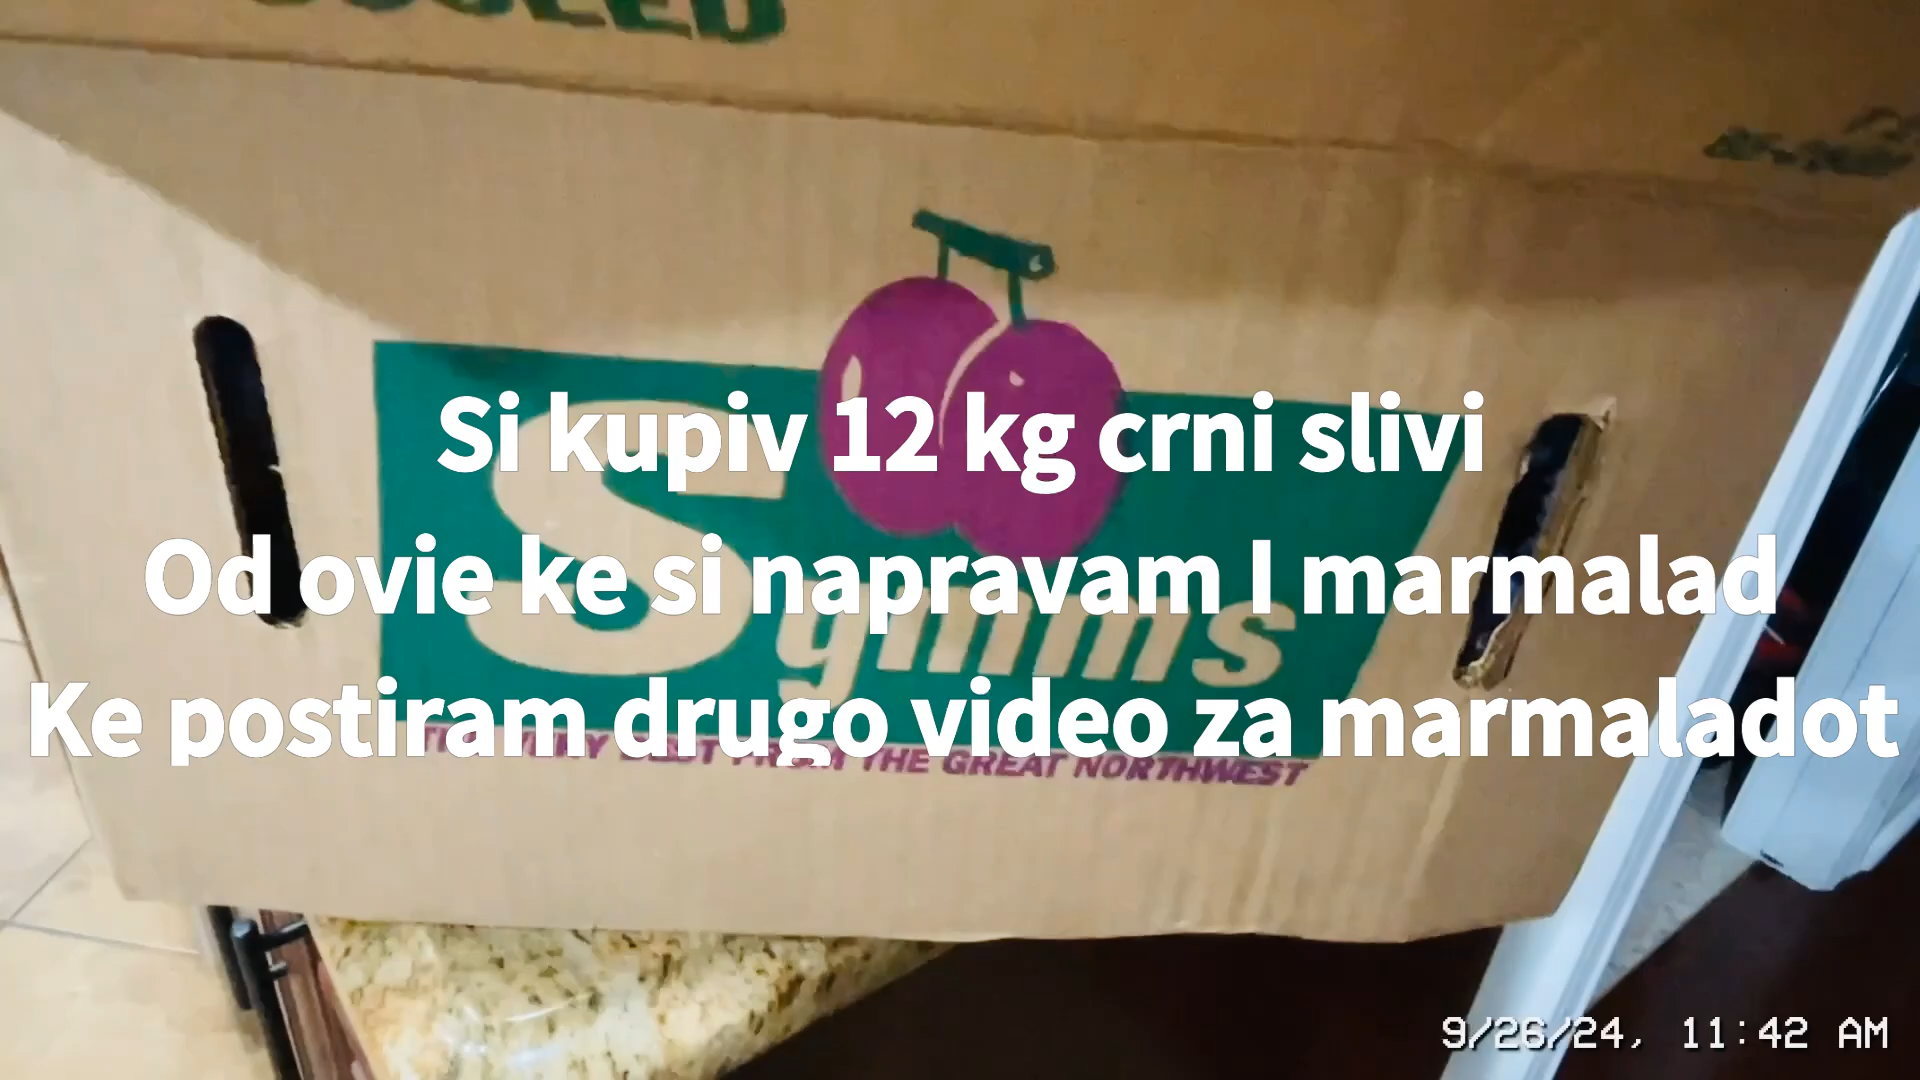 Si kupiv 12 kg crni slivi
Od ovie ke si napravam I marmalad
Symms
Ke postiram drugo video za marmaladot
THE GREAT NORTHWEST
9/26/24, 11:42 AM